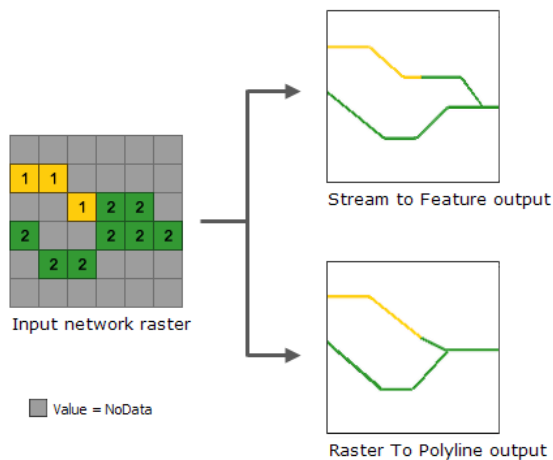 Stream to Feature output
1 1
1 2 2
2 2 2 2
2 2
Input network raster
Value = NoData
Raster To Polyline output